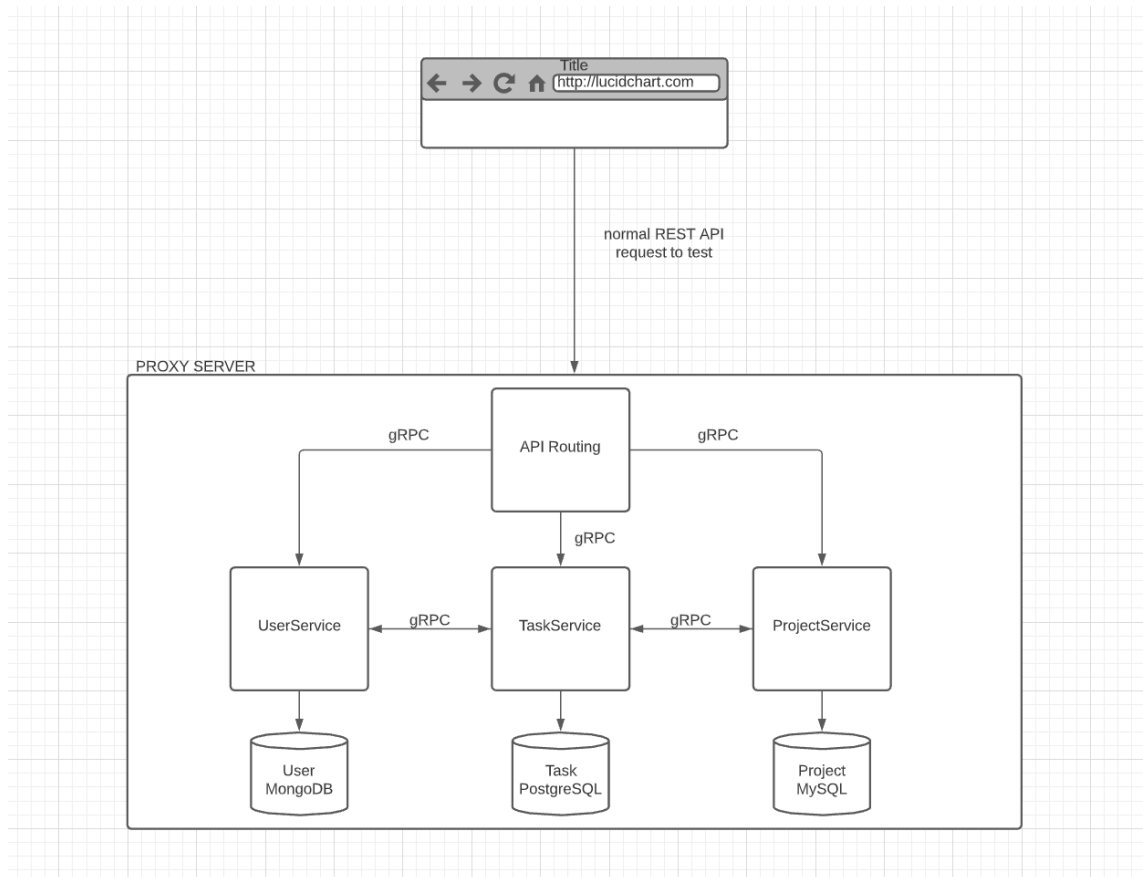 Title
http://lucidchart.com
normal REST API
request to test
PROXY SERVER
API Routing
gRPC
gRPC
gRPC
UserService
gRPC
TaskService
gRPC
ProjectService
User
MongoDB
Task
PostgreSQL
Project
MySQL